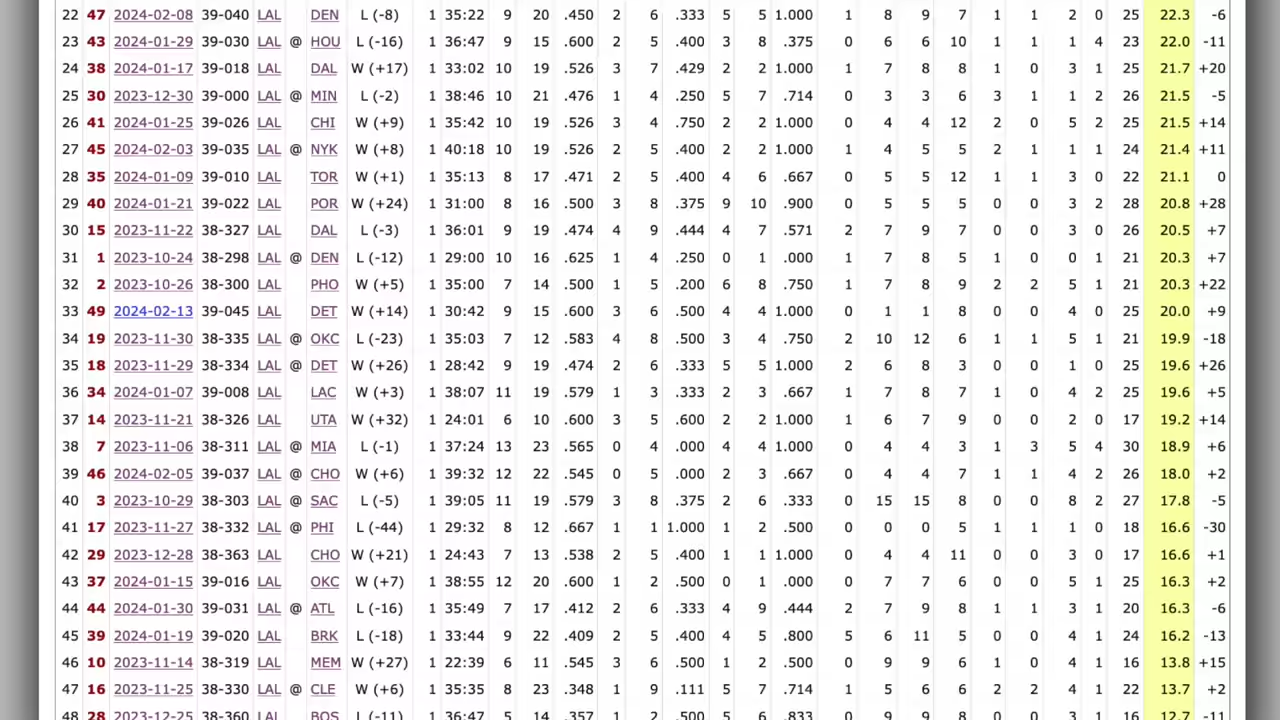 22 47 2024-02-08 39-040 LAL DEN L (-8) 1 35:22 9 20 .450 2 6 .333 5 5 1.000 1 8 9 7 1 1 2 0 25 22.3 -6
23 43 2024-01-29 39-030 LAL @ HOU L (-16) 1 36:47 9 15 .600 2 5 .400 3 8 .375 0 6 6 10 1 1 1 4 23 22.0 -11
24 38 2024-01-17 39-018 LAL DAL W (+17) 1 33:02 10 19 .526 3 7 .429 2 2 1.000 1 7 8 8 1 0 3 1 25 21.7 +20
25 30 2023-12-30 39-000 LAL @ MIN L (-2) 1 38:46 10 21 .476 1 4 .250 5 7 .714 0 3 3 6 3 1 1 2 26 21.5 -5
26 41 2024-01-25 39-026 LAL CHI W (+9) 1 35:42 10 19 .526 3 4 .750 2 2 1.000 0 4 4 12 2 0 5 2 25 21.5 +14
27 45 2024-02-03 39-035 LAL @ NYK W (+8) 1 40:18 10 19 .526 2 5 .400 2 2 1.000 1 4 5 5 2 1 1 1 24 21.4 +11
28 35 2024-01-09 39-010 LAL TOR W (+1) 1 35:13 8 17 .471 2 5 .400 4 6 .667 0 5 5 12 1 1 3 0 22 21.1 0
29 40 2024-01-21 39-022 LAL POR W (+24) 1 31:00 8 16 .500 3 8 .375 9 10 .900 0 5 5 5 0 0 3 2 28 20.8 +28
30 15 2023-11-22 38-327 LAL DAL L (-3) 1 36:01 9 19 .474 4 9 .444 4 7 .571 2 7 9 7 0 0 3 0 26 20.5 +7
31 1 2023-10-24 38-298 LAL @ DEN L (-12) 1 29:00 10 16 .625 1 4 .250 0 1 .000 1 7 8 5 1 0 0 1 21 20.3 +7
32 2 2023-10-26 38-300 LAL PHO W (+5) 1 35:00 7 14 .500 1 5 .200 6 8 .750 1 7 8 9 2 2 5 1 21 20.3 +22
33 49 2024-02-13 39-045 LAL DET W (+14) 1 30:42 9 15 .600 3 6 .500 4 4 1.000 0 1 1 8 0 0 4 0 25 20.0 +9
34 19 2023-11-30 38-335 LAL @ OKC L (-23) 1 35:03 7 12 .583 4 8 .500 3 4 .750 2 10 12 6 1 1 5 1 21 19.9 -18
35 18 2023-11-29 38-334 LAL @ DET W (+26) 1 28:42 9 19 .474 2 6 .333 5 5 1.000 2 6 8 3 0 0 1 0 25 19.6 +26
36 34 2024-01-07 39-008 LAL LAC W (+3) 1 38:07 11 19 .579 1 3 .333 2 3 .667 1 7 8 7 1 0 4 2 25 19.6 +5
37 14 2023-11-21 38-326 LAL UTA W (+32) 1 24:01 6 10 .600 3 5 .600 2 2 1.000 1 6 7 9 0 0 2 0 17 19.2 +14
38 7 2023-11-06 38-311 LAL @ MIA L (-1) 1 37:24 13 23 .565 0 4 .000 4 4 1.000 0 4 4 3 1 3 5 4 30 18.9 +6
39 46 2024-02-05 39-037 LAL @ CHO W (+6) 1 39:32 12 22 .545 0 5 .000 2 3 .667 0 4 4 7 1 1 4 2 26 18.0 +2
40 3 2023-10-29 38-303 LAL @ SAC L (-5) 1 39:05 11 19 .579 3 8 .375 2 6 .333 0 15 15 8 0 0 8 2 27 17.8 -5
41 17 2023-11-27 38-332 LAL @ PHI L (-44) 1 29:32 8 12 .667 1 1 1.000 1 2 .500 0 0 0 5 1 1 1 0 18 16.6 -30
42 29 2023-12-28 38-363 LAL CHO W (+21) 1 24:43 7 13 .538 2 5 .400 1 1 1.000 0 4 4 11 0 0 3 0 17 16.6 +1
43 37 2024-01-15 39-016 LAL OKC W (+7) 1 38:55 12 20 .600 1 2 .500 0 1 .000 0 7 7 6 0 0 5 1 25 16.3 +2
44 44 2024-01-30 39-031 LAL @ ATL L (-16) 1 35:49 7 17 .412 2 6 .333 4 9 .444 2 7 9 8 1 1 3 1 20 16.3 -6
45 39 2024-01-19 39-020 LAL BRK L (-18) 1 33:44 9 22 .409 2 5 .400 4 5 .800 5 6 11 5 0 0 4 1 24 16.2 -13
46 10 2023-11-14 38-319 LAL MEM W (+27) 1 22:39 6 11 .545 3 6 .500 1 2 .500 0 9 9 6 1 0 4 1 16 13.8 +15
47 16 2023-11-25 38-330 LAL @ CLE W (+6) 1 35:35 8 23 .348 1 9 .111 5 7 .714 1 5 6 6 2 2 4 1 22 13.7 +2
48 28 2023-12-25 38-360 LAL BOS L (-11) 1 36:47 5 14 .357 1 2 .500 5 6 .833 0 9 9 8 0 0 3 1 16 12.7 -11